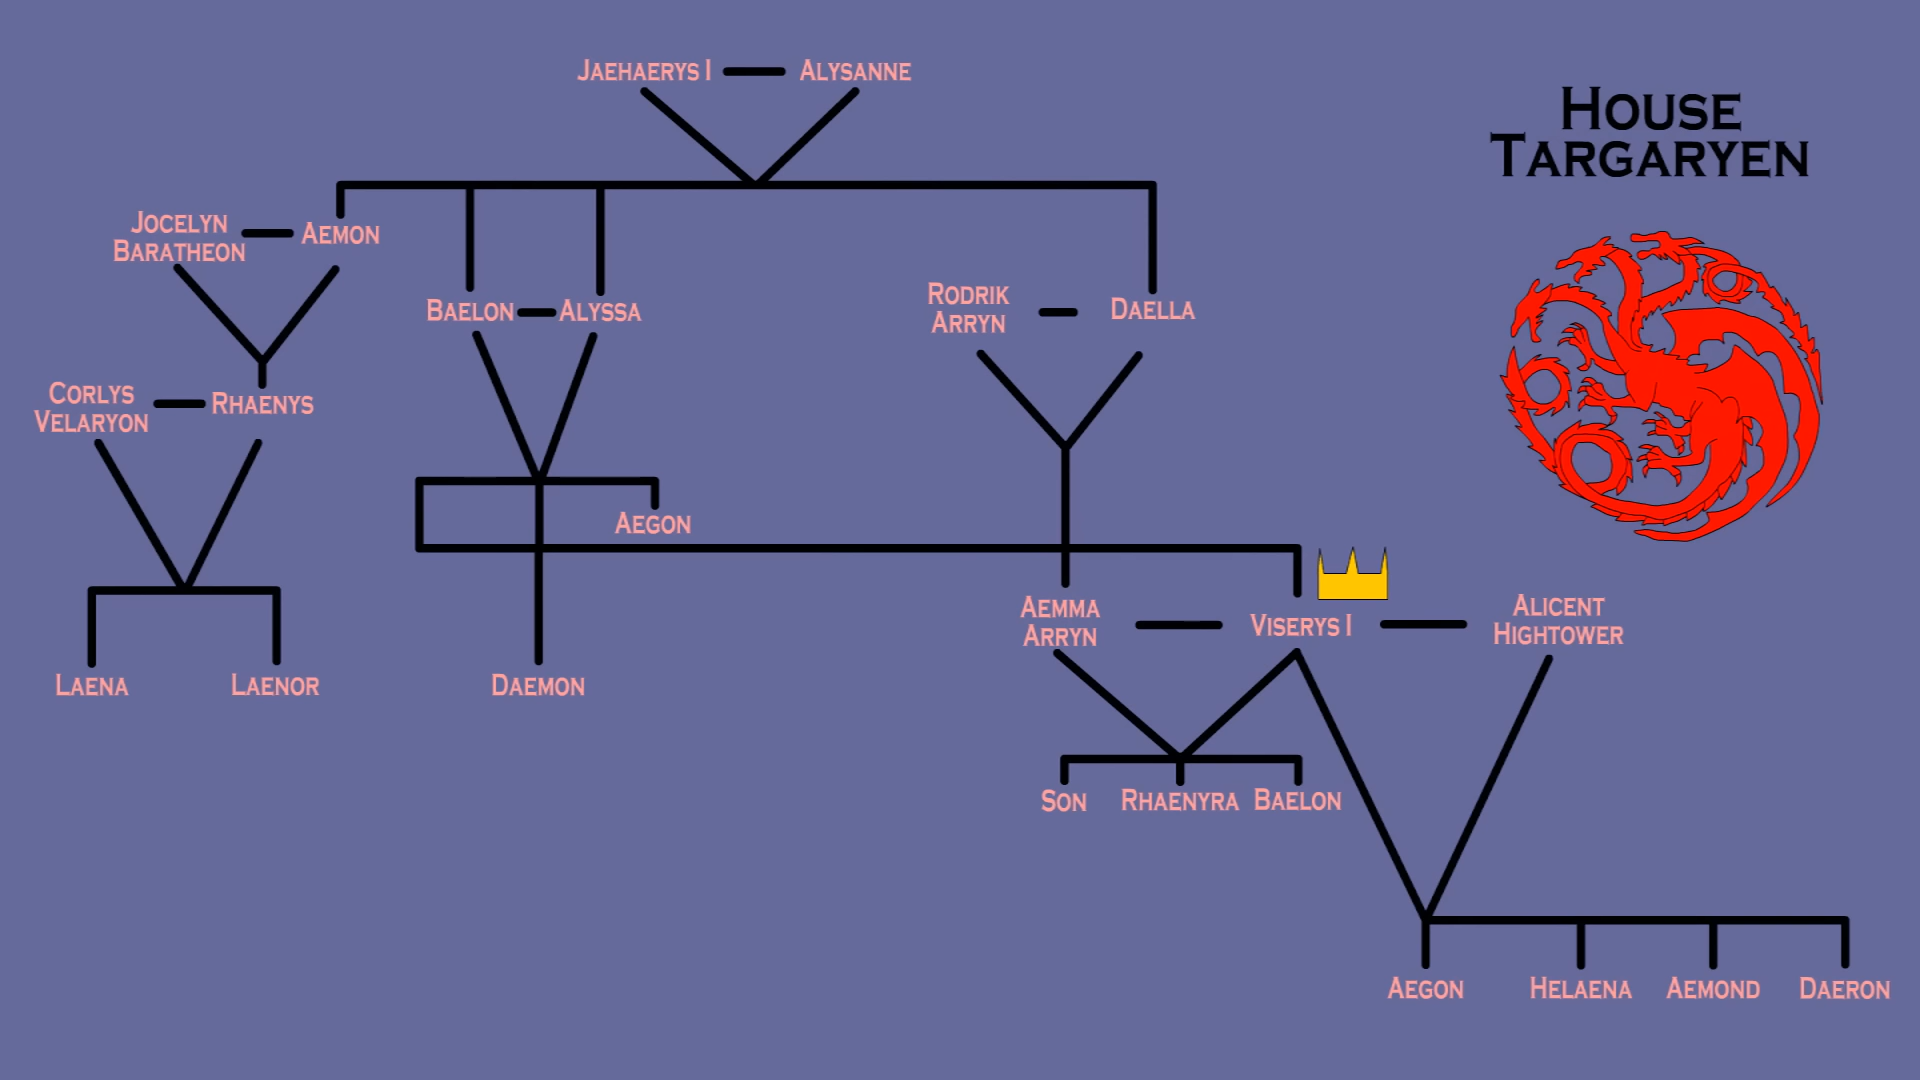 JAEHAERYS I
ALYSANNE
HOUSE
TARGARYEN
JOCELYN
BARATHEON
AEMON
BAELON
ALYSSA
RODRIK
ARRYN
DAELLA
CORLYS
VELARYON
RHAENYS
AEGON
AEMMA
ARRYN
VISERYS I
ALICENT
HIGHTOWER
LAENA
LAENOR
DAEMON
SON
RHAENYRA
BAELON
AEGON
HELAENA
AEMOND
DAERON